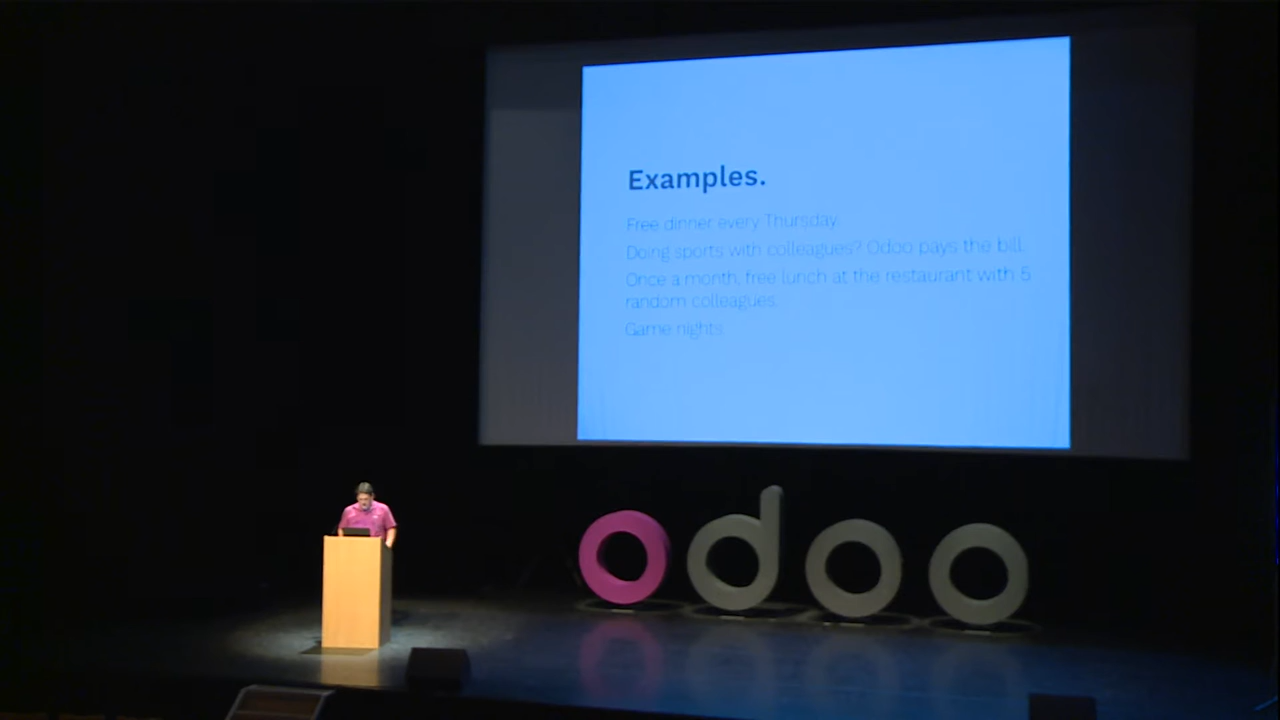 Examples.
Free dinner every Thursday.
Doing sports with colleagues? Odoo pays the bill.
Once a month, free lunch at the restaurant with 5
random colleagues.
Game nights
odoo